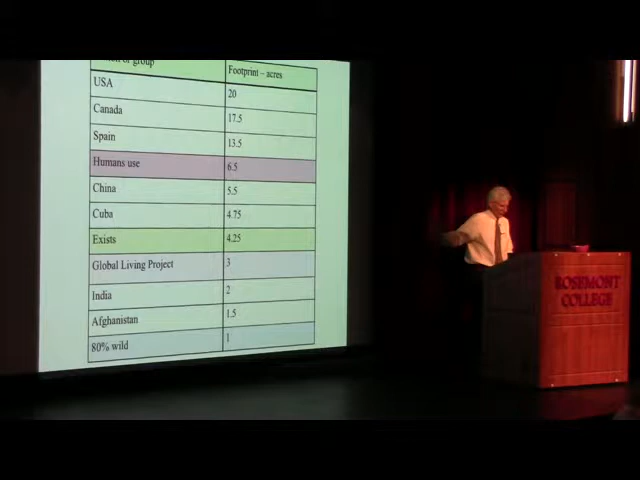 of group
Footprint – acres
USA
20
Canada
17.5
Spain
13.5
Humans use
6.5
China
5.5
Cuba
4.75
Exists
4.25
Global Living Project
3
India
2
Afghanistan
1.5
80% wild
1
ROSEMONT
COLLEGE